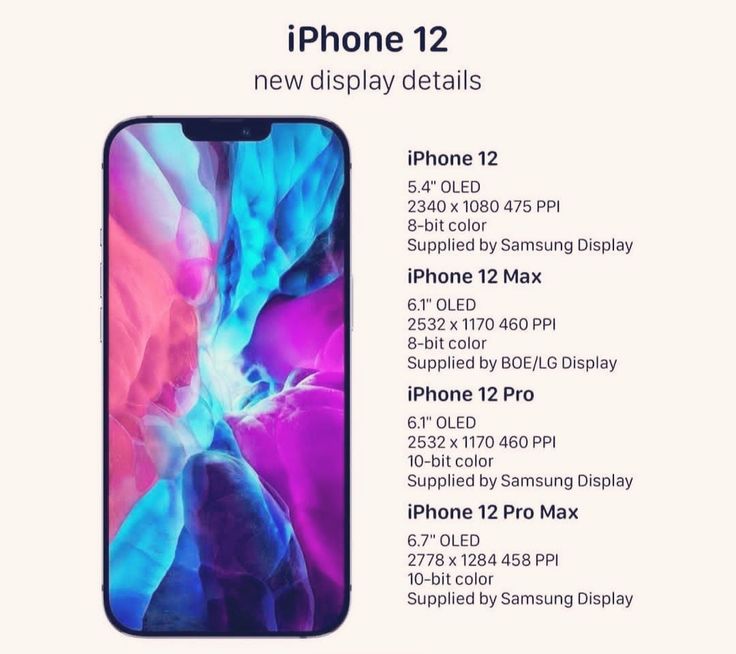 iPhone 12
new display details
iPhone 12
5.4" OLED
2340 x 1080 475 PPI
8-bit color
Supplied by Samsung Display
iPhone 12 Max
6.1" OLED
2532 x 1170 460 PPI
8-bit color
Supplied by BOE/LG Display
iPhone 12 Pro
6.1" OLED
2532 x 1170 460 PPI
10-bit color
Supplied by Samsung Display
iPhone 12 Pro Max
6.7" OLED
2778 x 1284 458 PPI
10-bit color
Supplied by Samsung Display